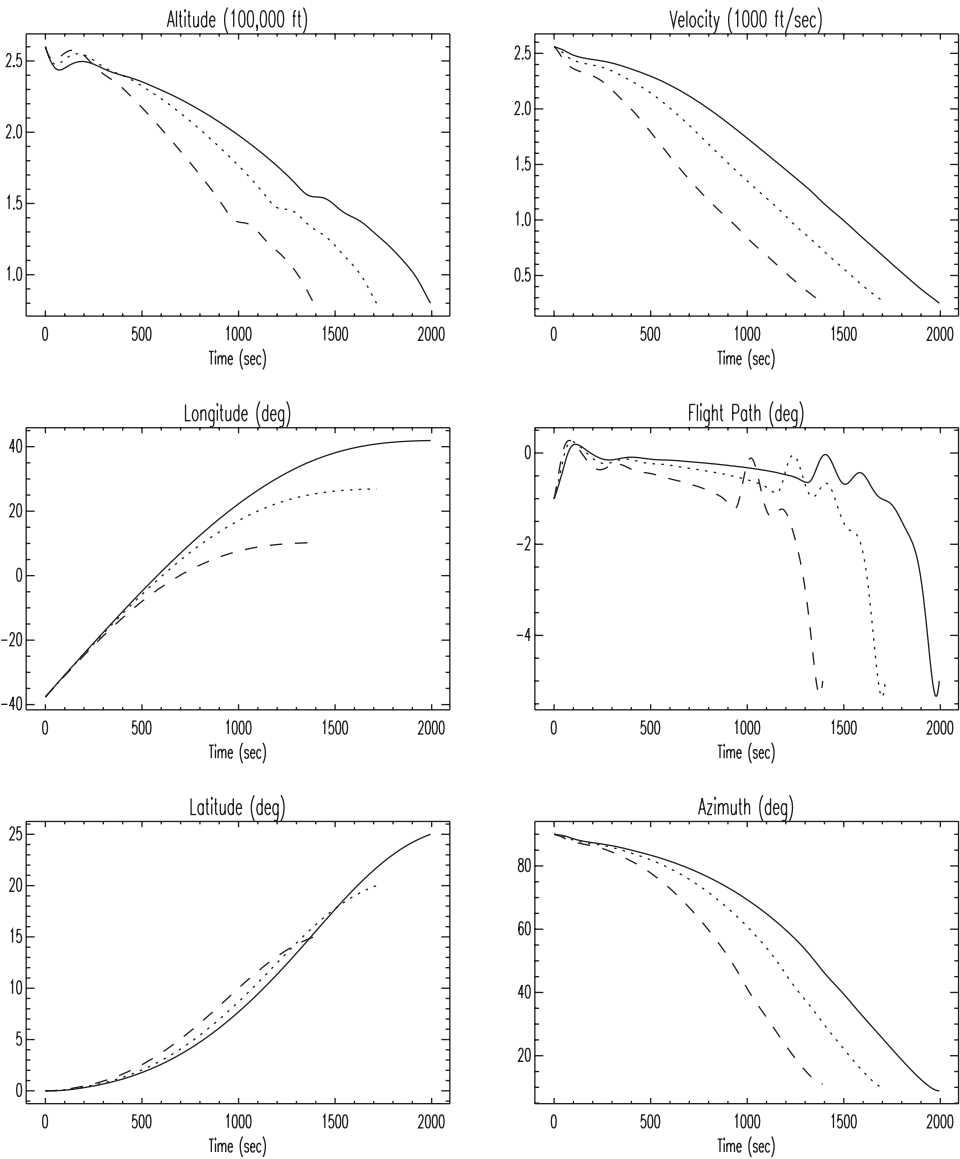 Altitude (100,000 ft)
2.5
2.0
1.5
1.0
0 500 1000 1500 2000
Time (sec)
Velocity (1000 ft/sec)
2.5
2.0
1.5
1.0
0.5
0 500 1000 1500 2000
Time (sec)
Longitude (deg)
40
20
0
−20
−40
0 500 1000 1500 2000
Time (sec)
Flight Path (deg)
0
−2
−4
0 500 1000 1500 2000
Time (sec)
Latitude (deg)
25
20
15
10
5
0
0 500 1000 1500 2000
Time (sec)
Azimuth (deg)
80
60
40
20
0 500 1000 1500 2000
Time (sec)